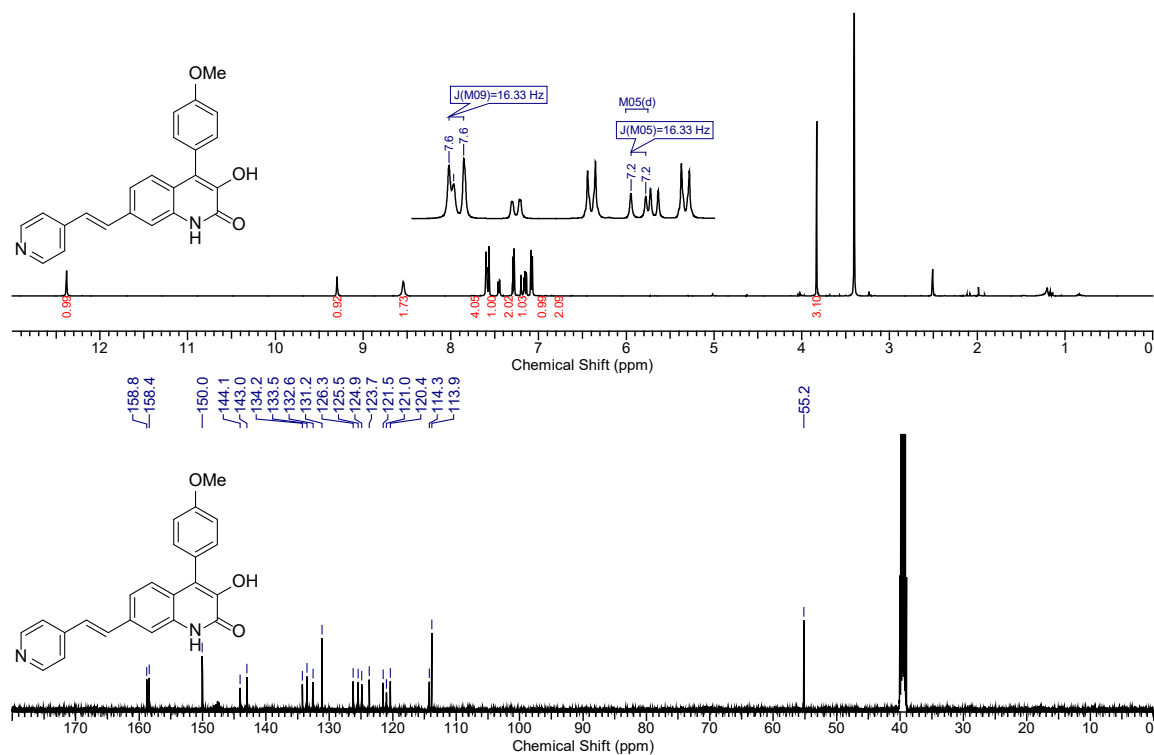 OMe
OH
O
N
H
N
J(M09)=16.33 Hz
7.6
7.6
M05(d)
J(M05)=16.33 Hz
7.2
7.2
0.99
0.92
1.73
4.05
1.00
2.02
1.03
0.99
2.09
3.10
12 11 10 9 8 7 6 5 4 3 2 1 0
Chemical Shift (ppm)
158.8
158.4
150.0
144.1
143.0
134.2
133.5
132.6
131.2
126.3
125.5
124.9
123.7
121.5
121.0
120.4
114.3
113.9
55.2
OMe
OH
O
N
H
N
170 160 150 140 130 120 110 100 90 80 70 60 50 40 30 20 10 0
Chemical Shift (ppm)